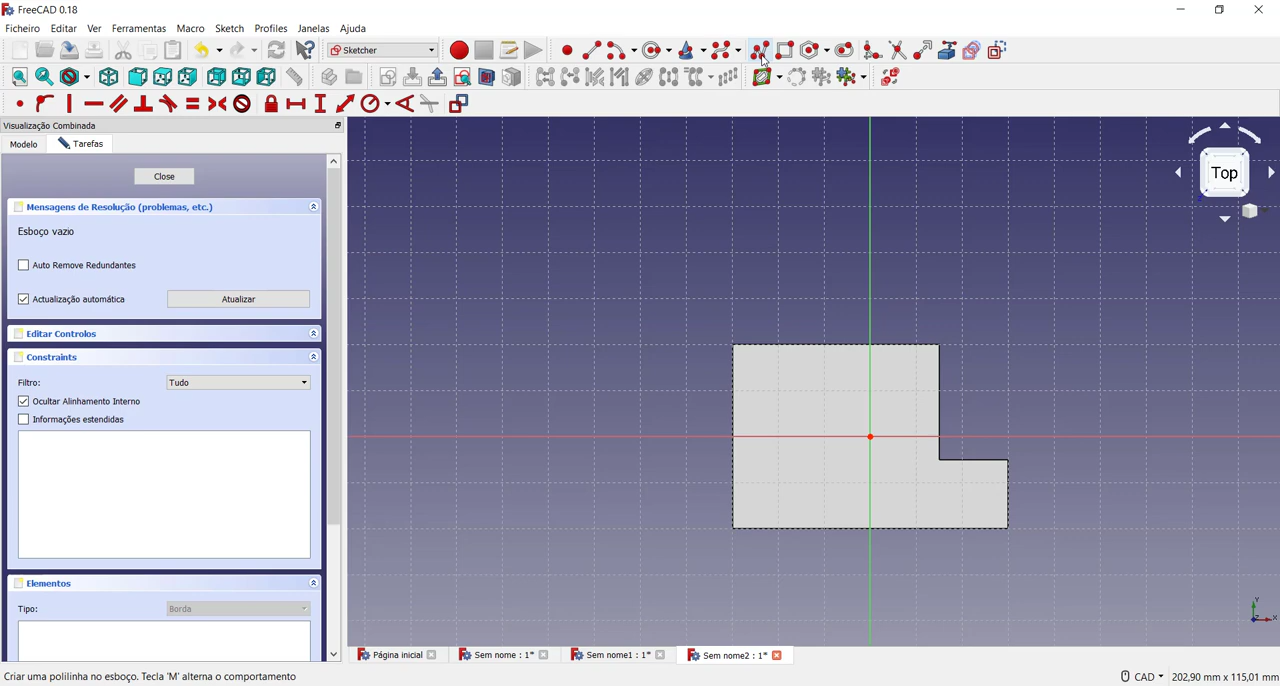 FreeCAD 0.18
Ficheiro Editar Ver Ferramentas Macro Sketch Profiles Janelas Ajuda
Sketcher
Visualização Combinada
Modelo Tarefas
Close
Mensagens de Resolução (problemas, etc.)
Esboço vazio
Auto Remove Redundantes
Actualização automática Atualizar
Editar Controlos
Constraints
Filtro: Tudo
Ocultar Alinhamento Interno
Informações estendidas
Elementos
Tipo: Borda
Top
Z
Y
X
Z
Página inicial Sem nome : 1* Sem nome1 : 1* Sem nome2 : 1*
Criar uma polilinha no esboço. Tecla 'M' alterna o comportamento
CAD 202,90 mm x 115,01 mm